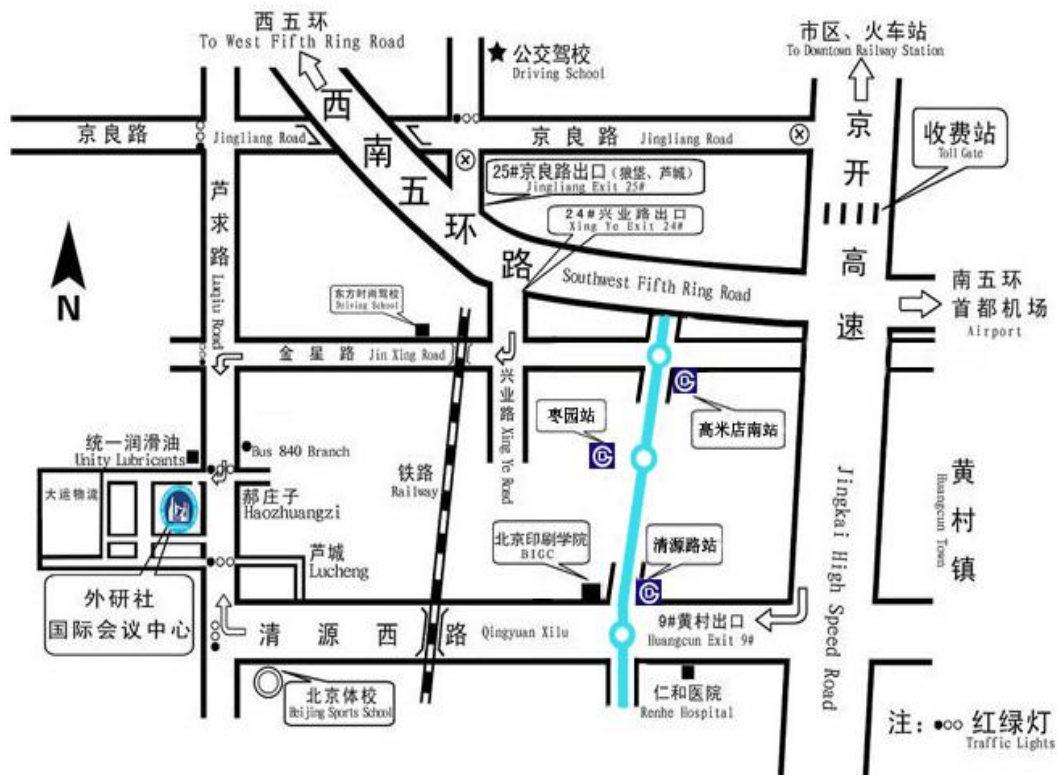 西五环
To West Fifth Ring Road
公交驾校
Driving School
市区、火车站
To Downtown Railway Station
京良路
Jingliang Road
西南五环路
京良路
Jingliang Road
京开高速
收费站
Toll Gate
25#京良路出口（狼垡、芦城）
Jingliang Exit 25#
24#兴业路出口
Xing Ye Exit 24#
芦求路
Luqiu Road
N
Southwest Fifth Ring Road
南五环
首都机场
Airport
东方时尚驾校
Driving School
金星路
Jin Xing Road
兴业路 Xing Ye Road
枣园站
高米店南站
统一润滑油
Unity Lubricants
Bus 840 Branch
铁路
Railway
大运物流
郝庄子
Haozhuangzi
Jingkai High Speed Road
黄村镇
Huangcun Town
北京印刷学院
BIGC
清源路站
芦城
Lucheng
外研社
国际会议中心
清源西路
Qingyuan Xilu
9#黄村出口
Huangcun Exit 9#
北京体校
Beijing Sports School
仁和医院
Renhe Hospital
注：红绿灯
Traffic Lights